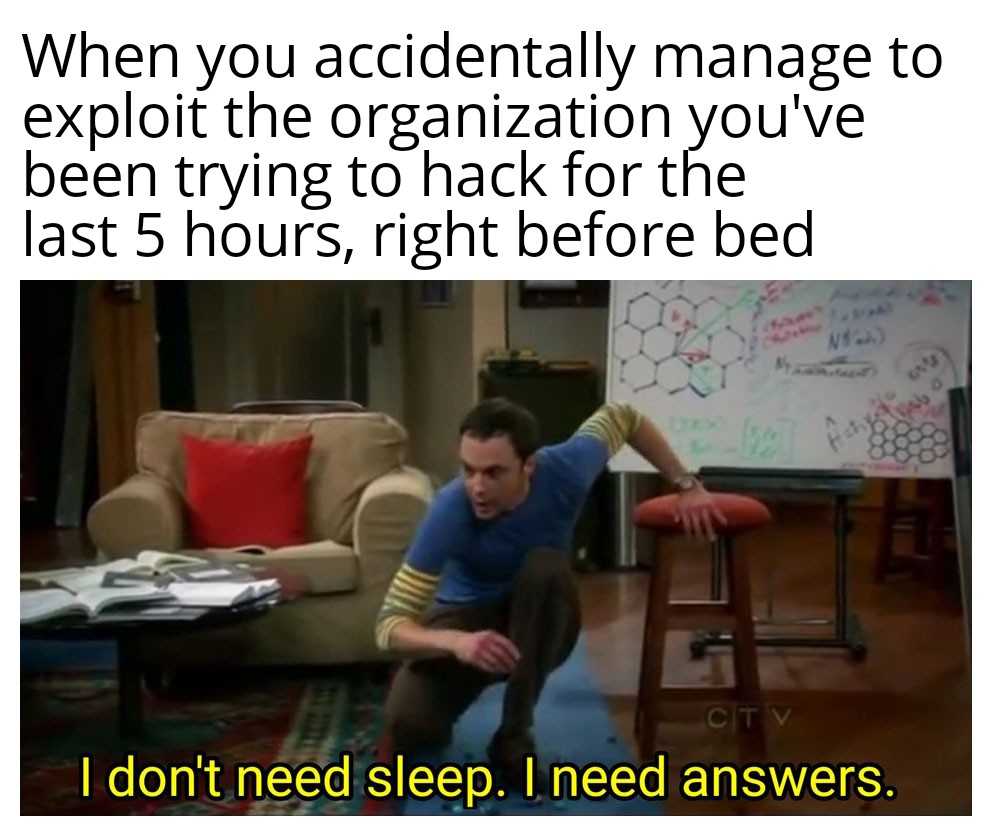 When you accidentally manage to
exploit the organization you've
been trying to hack for the
last 5 hours, right before bed
CITV
I don't need sleep. I need answers.